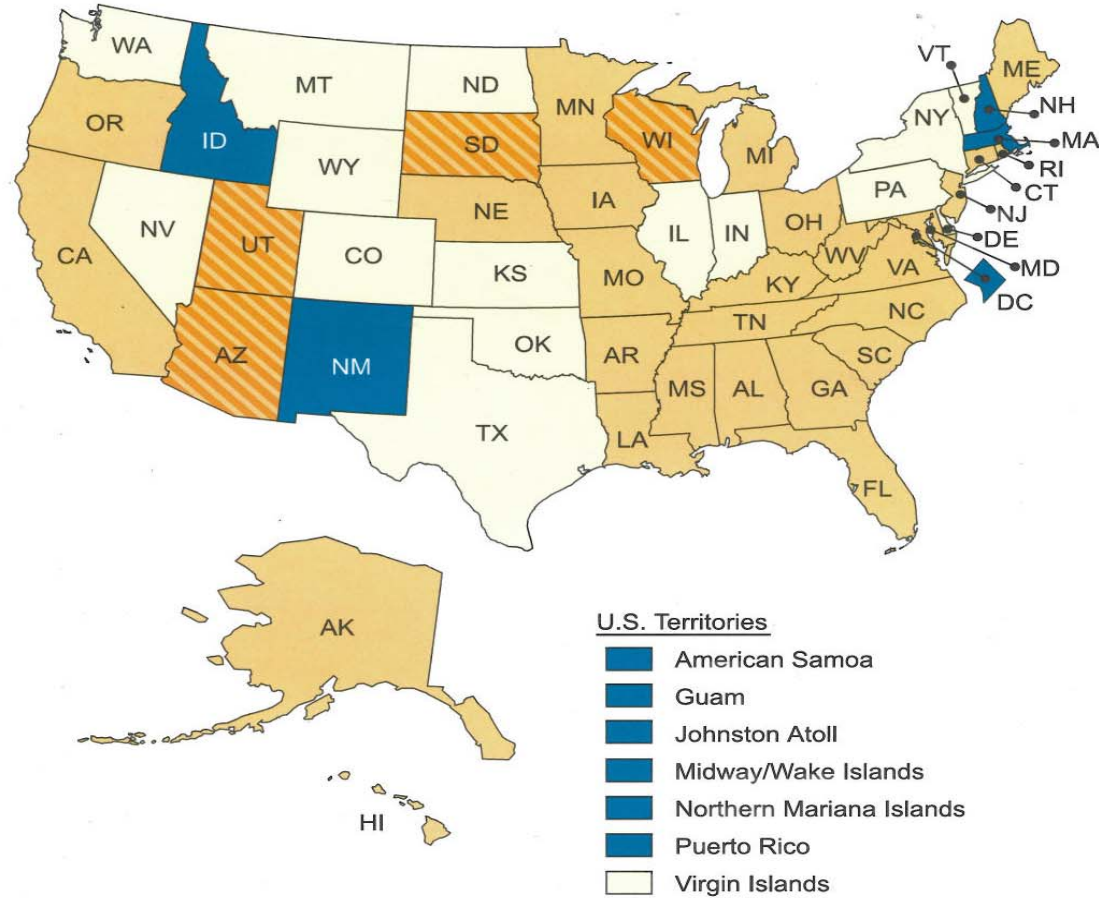 WA
MT
ND
MN
VT
ME
OR
ID
SD
WI
MI
NY
NH
MA
WY
RI
CT
PA
NE
IA
NV
UT
CO
IL
IN
OH
NJ
DE
CA
KS
MO
WV
VA
MD
KY
DC
NC
TN
AZ
NM
OK
AR
SC
MS
AL
GA
TX
LA
FL
AK
HI
U.S. Territories
American Samoa
Guam
Johnston Atoll
Midway/Wake Islands
Northern Mariana Islands
Puerto Rico
Virgin Islands